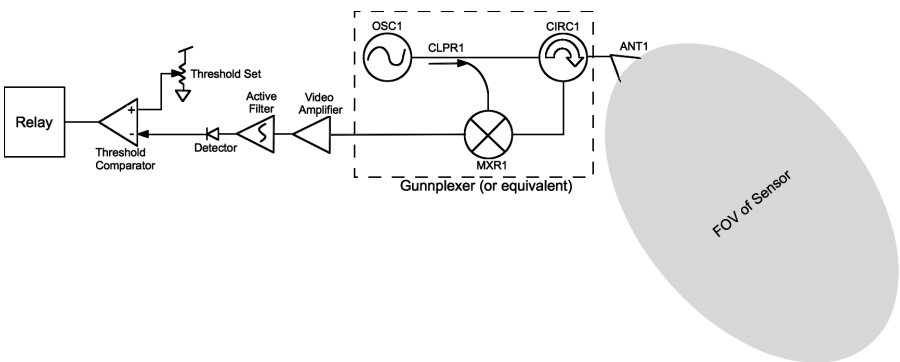 OSC1
CIRC1
CLPR1
ANT1
Threshold Set
Relay
+
-
Active
Filter
Video
Amplifier
Detector
Threshold
Comparator
MXR1
Gunnplexer (or equivalent)
FOV of Sensor